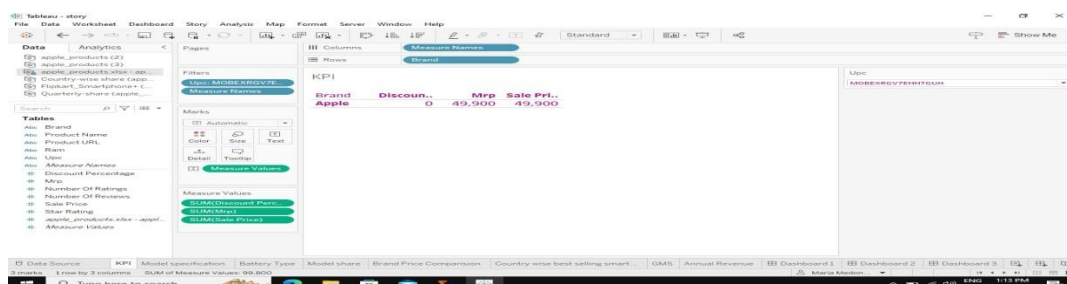 Tableau - story
File Data Worksheet Dashboard Story Analysis Map Format Server Window Help
Standard
Show Me
Data Analytics
Pages
Columns
Measure Names
Rows
Brand
apple_products (2)
apple_products (3)
apple_products.xlsx - ap...
Country-wise share (app...
Flipkart_Smartphone+ (...
Quarterly-share (apple_...
Search
Tables
Abc Brand
Abc Product Name
Abc Product URL
Abc Ram
Abc Upc
Abc Measure Names
Discount Percentage
Mrp
Number Of Ratings
Number Of Reviews
Sale Price
Star Rating
apple_products.xlsx - appl...
Measure Values
Filters
Upc: MOBEXRGV7E..
Measure Names
Marks
Automatic
Color Size Text
Detail Tooltip
Measure Values
Measure Values
SUM(Discount Perc..
SUM(Mrp)
SUM(Sale Price)
KPI
Brand Discoun.. Mrp Sale Pri..
Apple 0 49,900 49,900
Upc
Data Source KPI Model specification Battery Type Model share Brand Price Comparision Country wise best selling smart... GMS Annual Revenue Dashboard 1 Dashboard 2 Dashboard 3
3 marks 1 row by 3 columns SUM of Measure Values: 99,800
Type here to search
ENG 1:13 PM